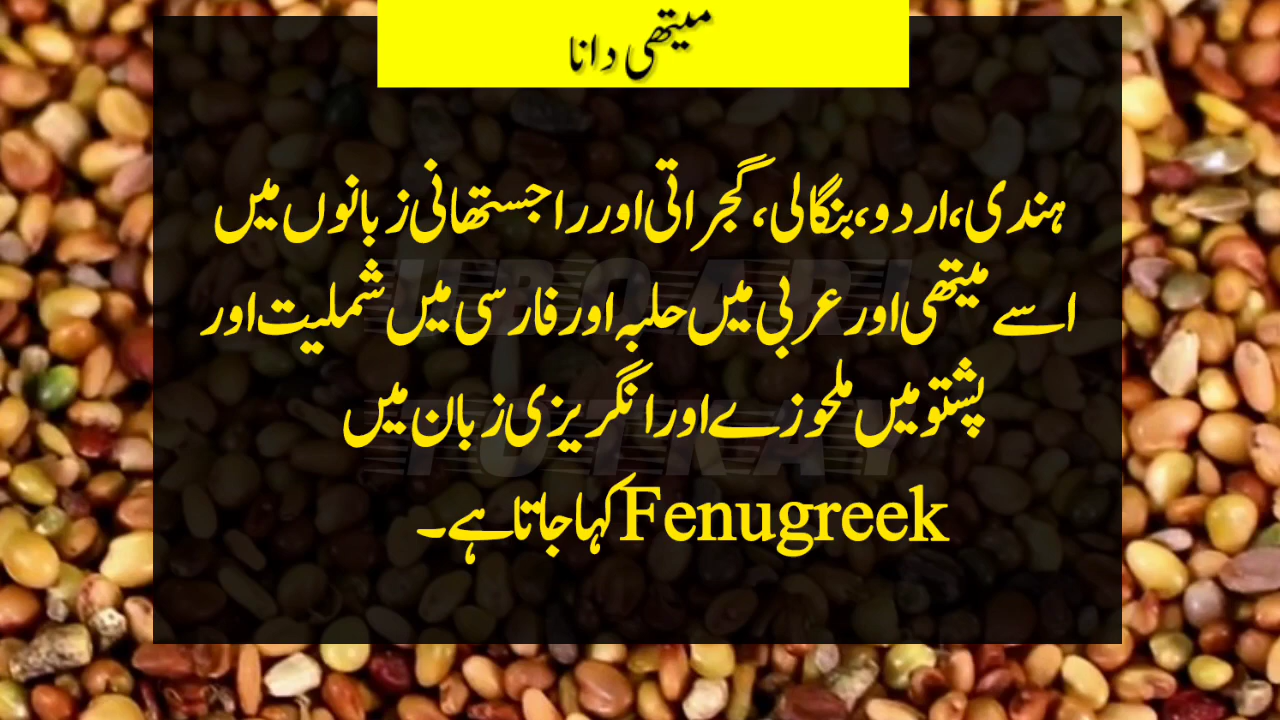 میتھی دانا
ہندی،اردو،بنگالی،گجراتی اور راجستھانی زبانوں میں
اسے میتھی اور عربی میں حلبہ اور فارسی میں شملیت اور
پشتو میں ملحوزے اور انگریزی زبان میں
Fenugreek کہا جاتا ہے۔